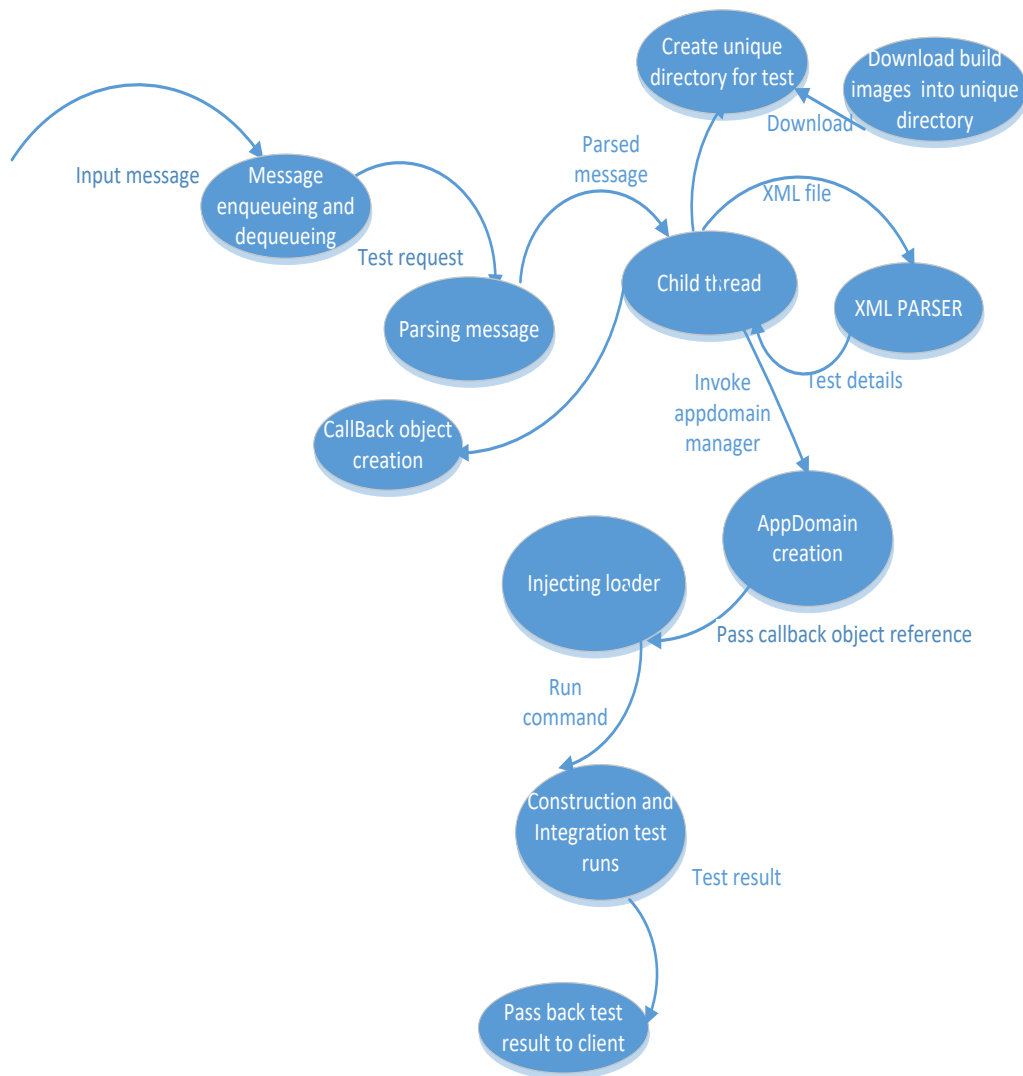 Create unique
directory for test
Download build
images into unique
directory
Download
Input message
Message
enqueueing and
dequeueing
Parsed
message
XML file
Test request
Parsing message
Child thread
XML PARSER
Test details
Invoke
appdomain
manager
CallBack object
creation
AppDomain
creation
Injecting loader
Pass callback object reference
Run
command
Construction and
Integration test
runs
Test result
Pass back test
result to client